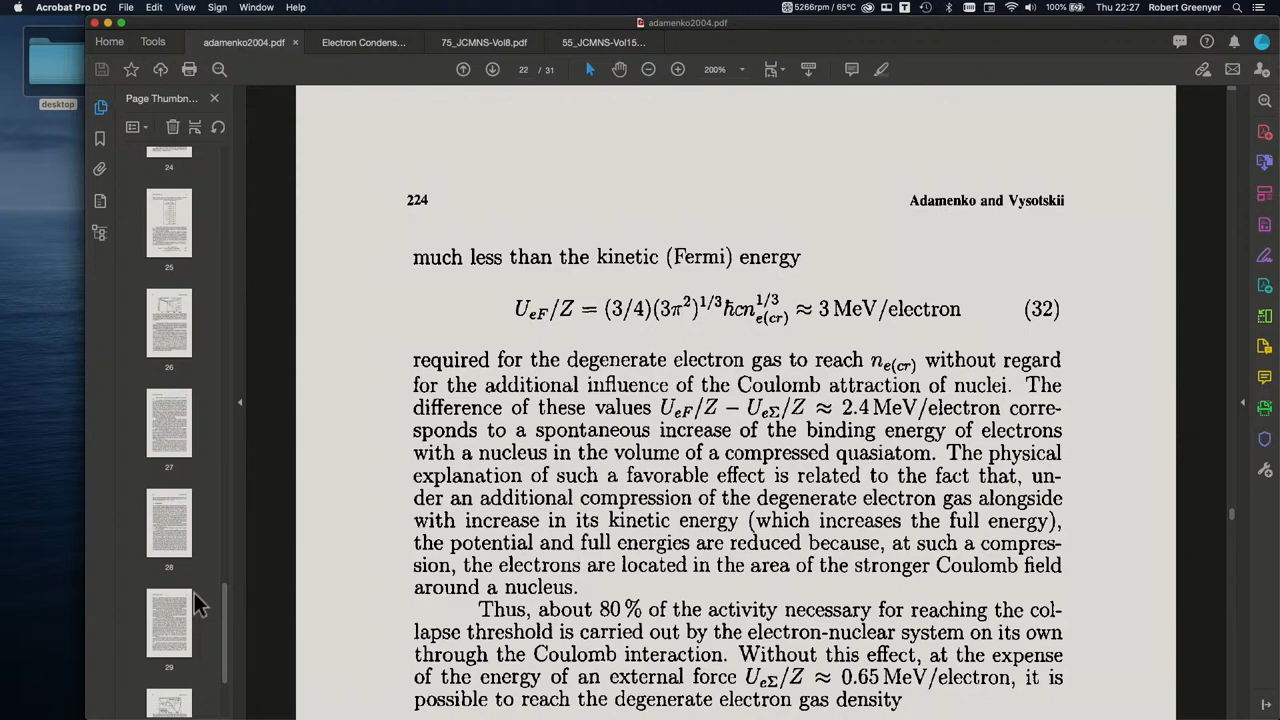 Acrobat Pro DC File Edit View Sign Window Help 5266rpm / 65°C 100% Thu 22:27 Robert Greenyer
adamenko2004.pdf
Home Tools adamenko2004.pdf × Electron Condens... 75_JCMNS-Vol8.pdf 55_JCMNS-Vol15...
22 / 31 200%
desktop
Page Thumbn... ×
24
25
26
27
28
29
224 Adamenko and Vysotskii
much less than the kinetic (Fermi) energy
U_{eF}/Z = (3/4)(3π²)^{1/3}ħcn_{e(cr)}^{1/3} ≈ 3 MeV/electron (32)
required for the degenerate electron gas to reach n_{e(cr)} without regard
for the additional influence of the Coulomb attraction of nuclei. The
difference of these values U_{eF}/Z − U_{eΣ}/Z ≈ 2.4 MeV/electron corre-
sponds to a spontaneous increase of the binding energy of electrons
with a nucleus in the volume of a compressed quasiatom. The physical
explanation of such a favorable effect is related to the fact that, un-
der an additional compression of the degenerate electron gas alongside
with increase in its kinetic energy (which increases the full energy),
the potential and full energies are reduced because, at such a compres-
sion, the electrons are located in the area of the stronger Coulomb field
around a nucleus.
Thus, about 80 % of the activity necessary for reaching the col-
lapse threshold is carried out by the electron-nuclear system on its own
through the Coulomb interaction. Without this effect, at the expense
of the energy of an external force U_{eΣ}/Z ≈ 0.65 MeV/electron, it is
possible to reach the degenerate electron gas density